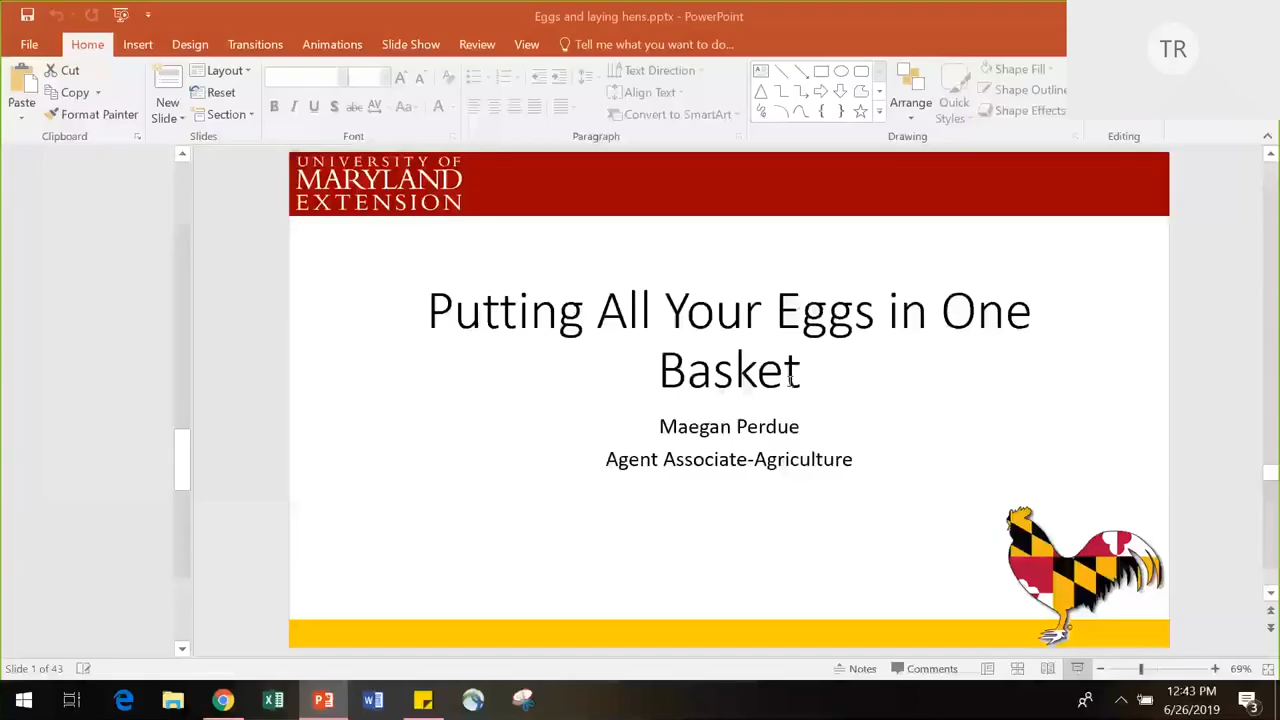 Eggs and laying hens.pptx - PowerPoint
TR
File Home Insert Design Transitions Animations Slide Show Review View Tell me what you want to do...
Cut Layout Text Direction Shape Fill
Copy Reset Align Text Shape Outline
Paste Format Painter New Slide Section B I U S abc AV Aa A Convert to SmartArt Arrange Quick Styles Shape Effects
Clipboard Slides Font Paragraph Drawing Editing
UNIVERSITY OF
MARYLAND
EXTENSION
Putting All Your Eggs in One
Basket
Maegan Perdue
Agent Associate-Agriculture
Slide 1 of 43 Notes Comments 69%
12:43 PM
6/26/2019
3